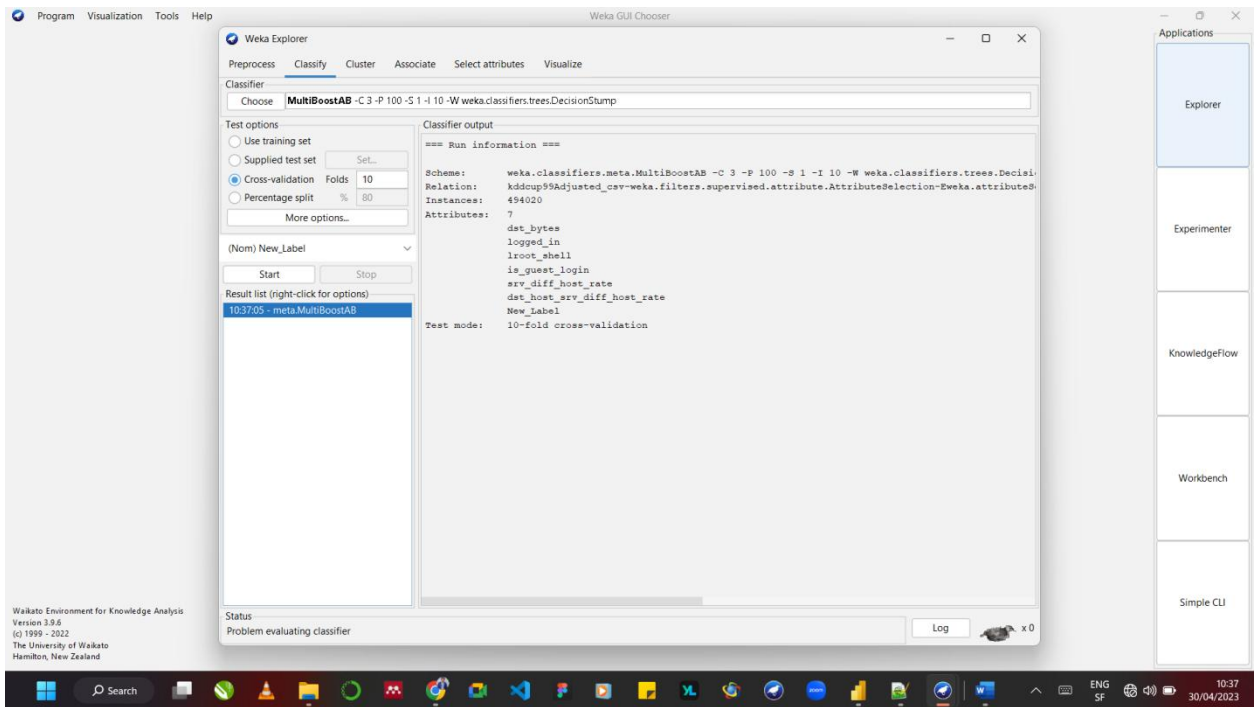 Program Visualization Tools Help
Weka GUI Chooser
Applications
Weka Explorer
Preprocess Classify Cluster Associate Select attributes Visualize
Classifier
Choose MultiBoostAB -C 3 -P 100 -S 1 -I 10 -W weka.classifiers.trees.DecisionStump
Test options
Use training set
Supplied test set Set...
Cross-validation Folds 10
Percentage split % 80
More options...
(Nom) New_Label
Start Stop
Result list (right-click for options)
10:37:05 - meta.MultiBoostAB
Classifier output
=== Run information ===
Scheme: weka.classifiers.meta.MultiBoostAB -C 3 -P 100 -S 1 -I 10 -W weka.classifiers.trees.Decisi
Relation: kddcup99Adjusted_csv-weka.filters.supervised.attribute.AttributeSelection-Eweka.attributeS
Instances: 494020
Attributes: 7
dst_bytes
logged_in
lroot_shell
is_guest_login
srv_diff_host_rate
dst_host_srv_diff_host_rate
New_Label
Test mode: 10-fold cross-validation
Status
Problem evaluating classifier
Log x 0
Explorer
Experimenter
KnowledgeFlow
Workbench
Simple CLI
Waikato Environment for Knowledge Analysis
Version 3.9.6
(c) 1999 - 2022
The University of Waikato
Hamilton, New Zealand
Search
XL
zoom
W
ENG
SF
10:37
30/04/2023